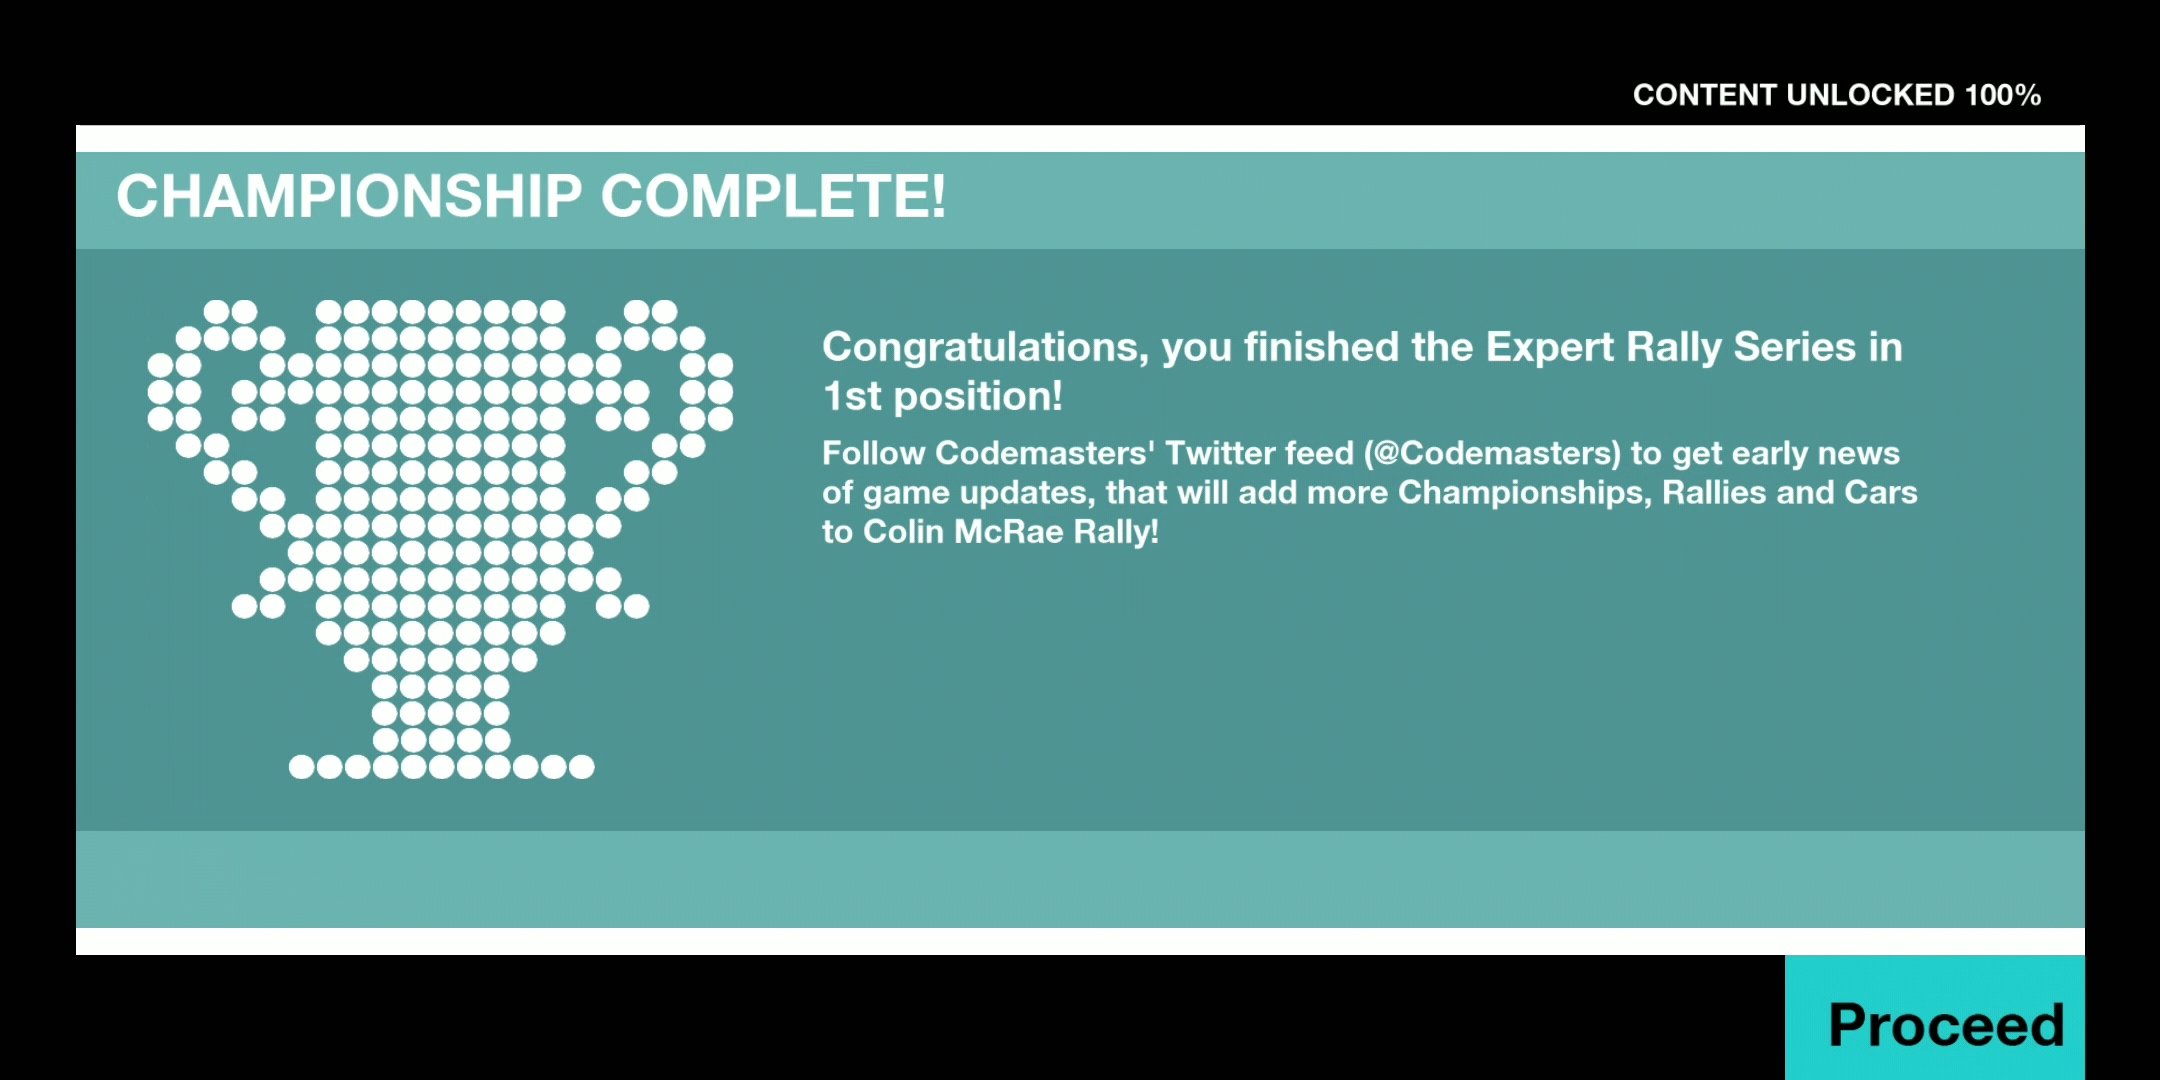 CONTENT UNLOCKED 100%
CHAMPIONSHIP COMPLETE!
Congratulations, you finished the Expert Rally Series in
1st position!
Follow Codemasters' Twitter feed (@Codemasters) to get early news
of game updates, that will add more Championships, Rallies and Cars
to Colin McRae Rally!
Proceed